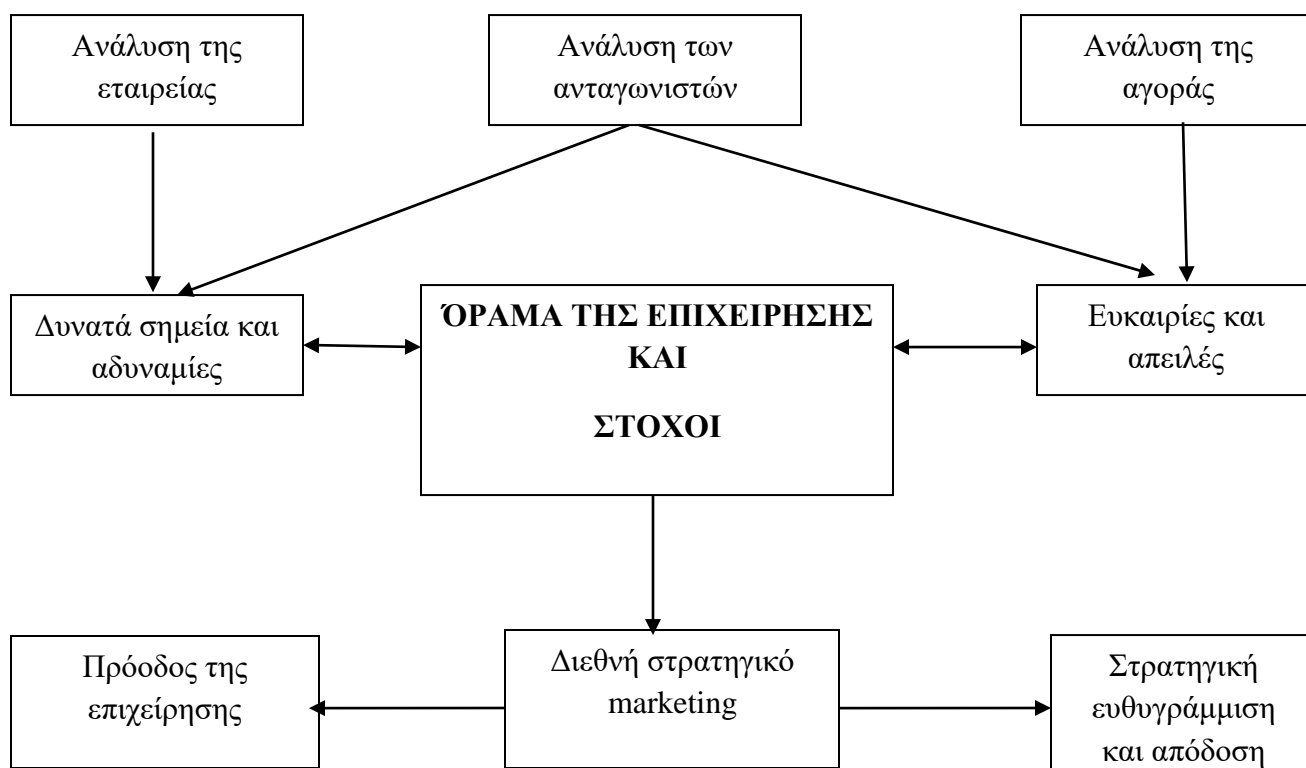 Ανάλυση της
εταιρείας
Ανάλυση των
ανταγωνιστών
Ανάλυση της
αγοράς
Δυνατά σημεία και
αδυναμίες
ΌΡΑΜΑ ΤΗΣ ΕΠΙΧΕΙΡΗΣΗΣ
ΚΑΙ
ΣΤΟΧΟΙ
Ευκαιρίες και
απειλές
Πρόοδος της
επιχείρησης
Διεθνή στρατηγικό
marketing
Στρατηγική
ευθυγράμμιση
και απόδοση